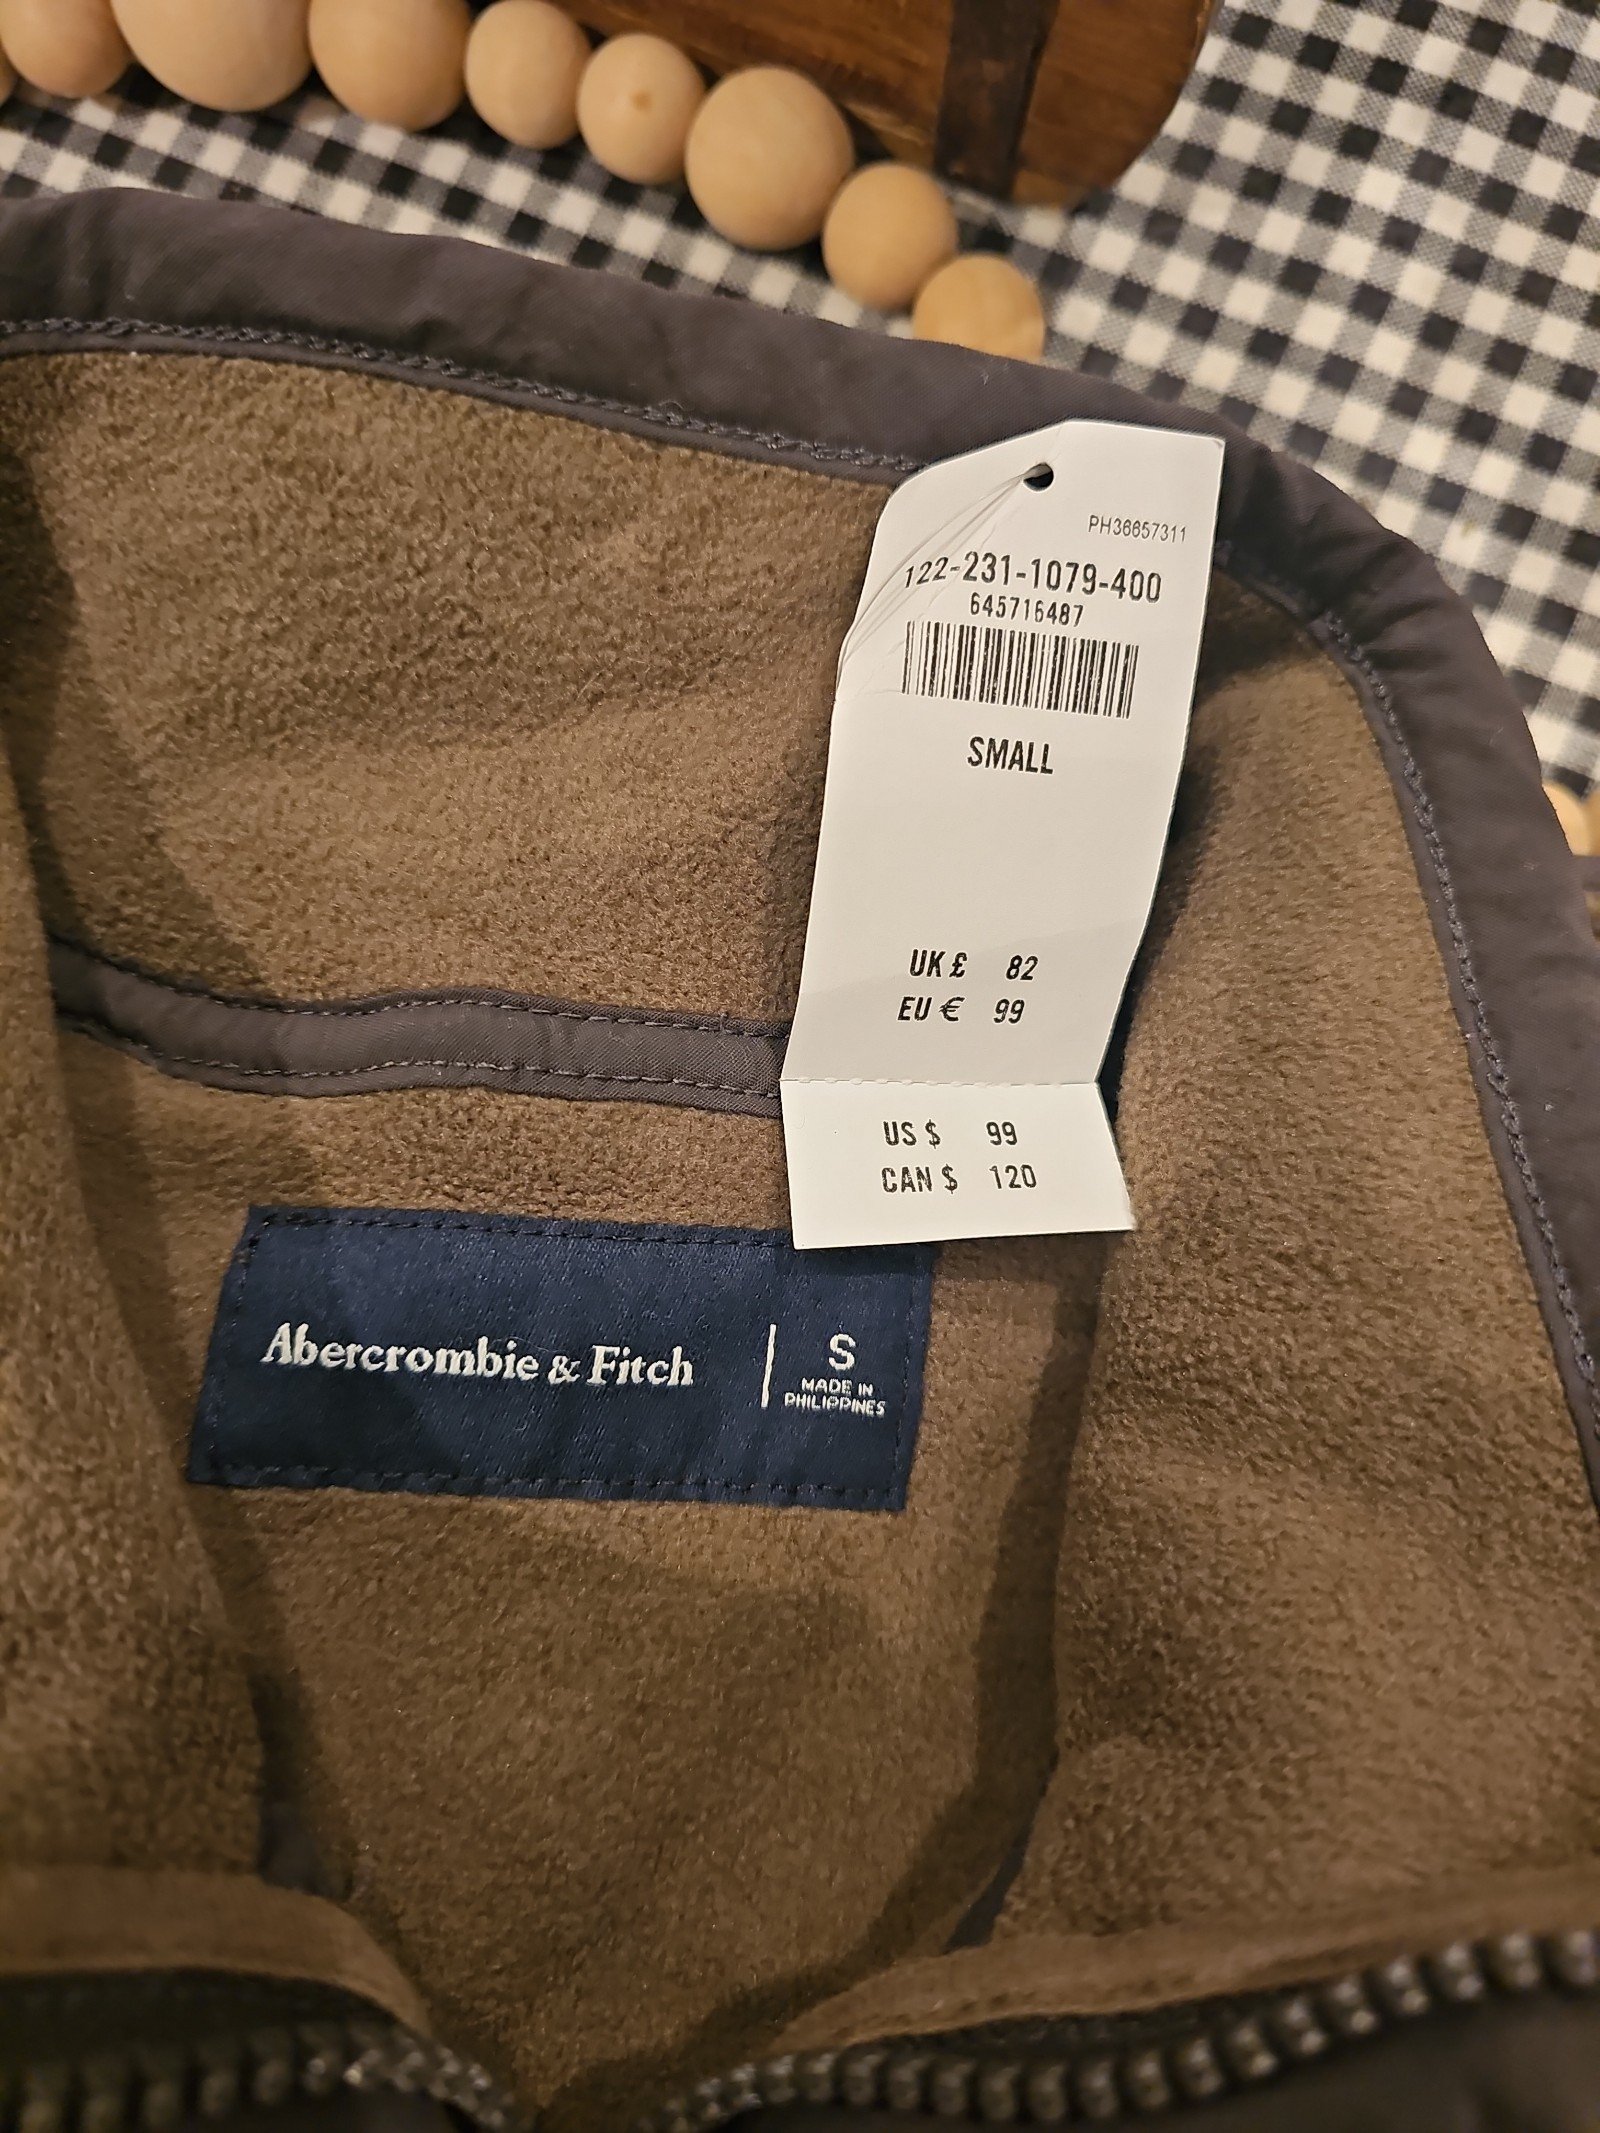 PH36657311
122-231-1079-400
645716487
SMALL
UK £ 82
EU € 99
US $ 99
CAN $ 120
Abercrombie & Fitch
S
MADE IN
PHILIPPINES